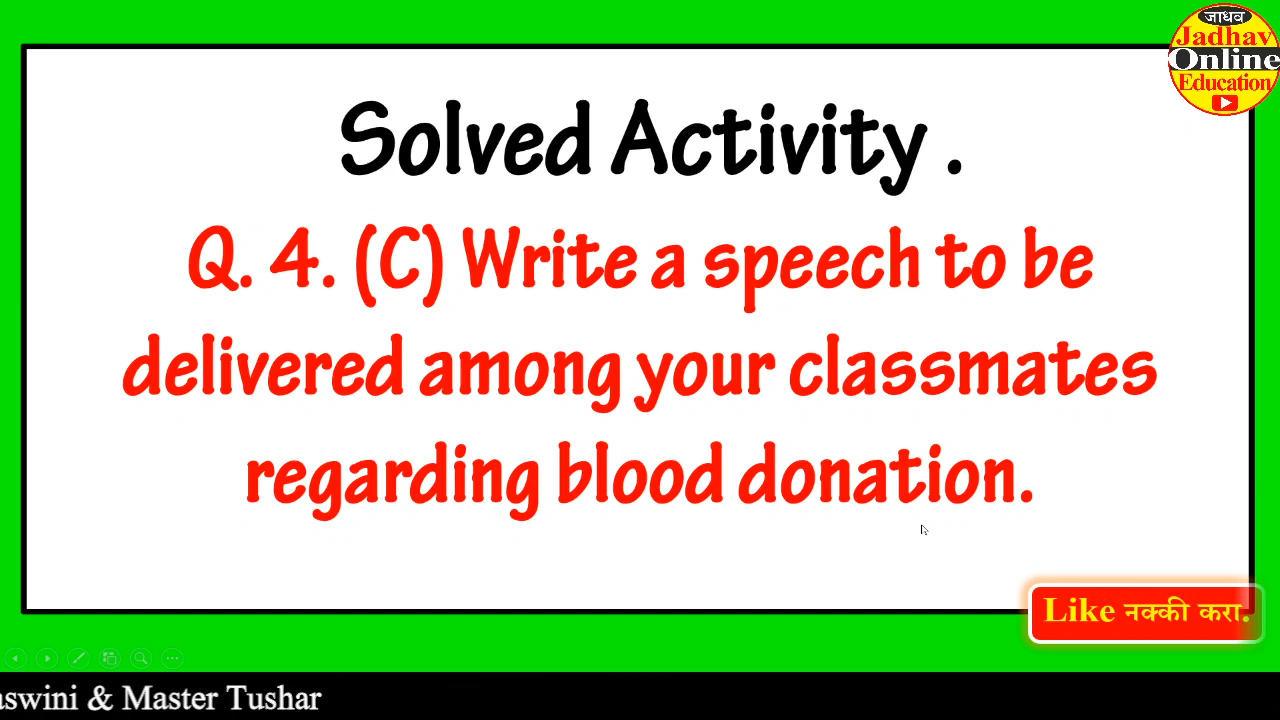 जाधव
Jadhav
Online
Education
Solved Activity .
Q. 4. (C) Write a speech to be
delivered among your classmates
regarding blood donation.
Like नक्की करा.
aswini & Master Tushar